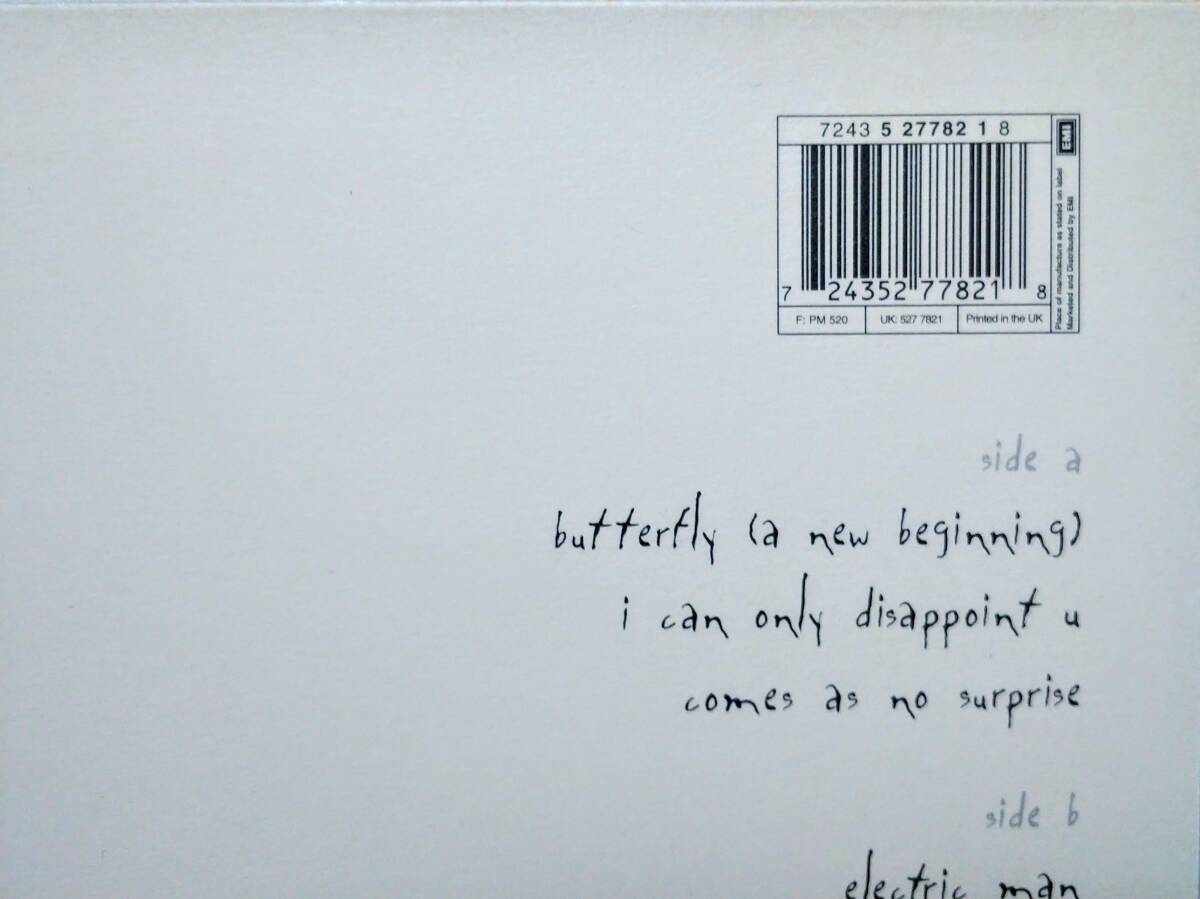 7243 5 27782 1 8
EMI
Place of manufacture as stated on label
Marketed and Distributed by EMI.
7 24352 77821 8
F: PM 520
UK: 527 7821
Printed in the UK
side a
butterfly (a new beginning)
i can only disappoint u
comes as no surprise
side b
electric man